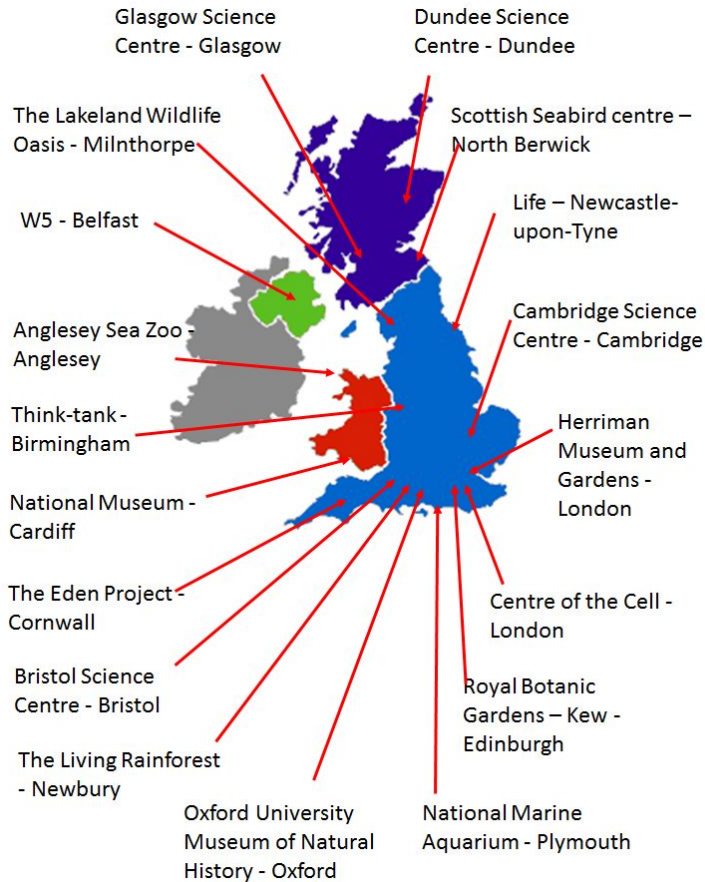 Glasgow Science
Centre - Glasgow
Dundee Science
Centre - Dundee
The Lakeland Wildlife
Oasis - Milnthorpe
Scottish Seabird centre –
North Berwick
W5 - Belfast
Life – Newcastle-
upon-Tyne
Anglesey Sea Zoo -
Anglesey
Cambridge Science
Centre - Cambridge
Think-tank -
Birmingham
Herriman
Museum and
Gardens -
London
National Museum -
Cardiff
The Eden Project -
Cornwall
Centre of the Cell -
London
Bristol Science
Centre - Bristol
Royal Botanic
Gardens – Kew -
Edinburgh
The Living Rainforest
- Newbury
Oxford University
Museum of Natural
History - Oxford
National Marine
Aquarium - Plymouth